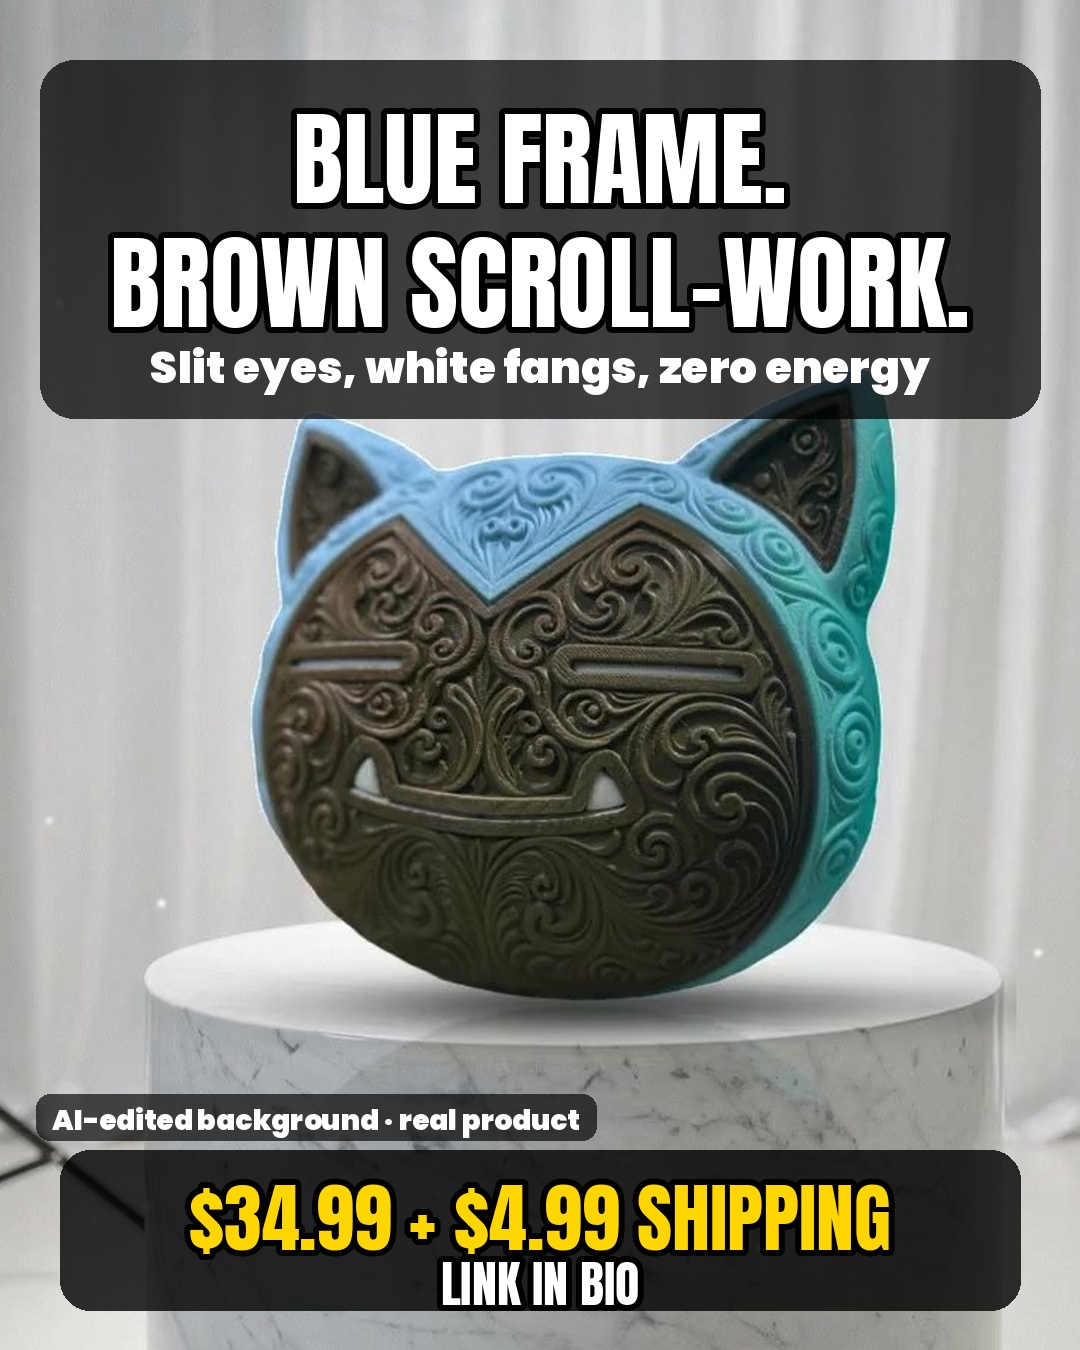 BLUE FRAME.
BROWN SCROLL-WORK.
Slit eyes, white fangs, zero energy
AI-edited background · real product
$34.99 + $4.99 SHIPPING
LINK IN BIO